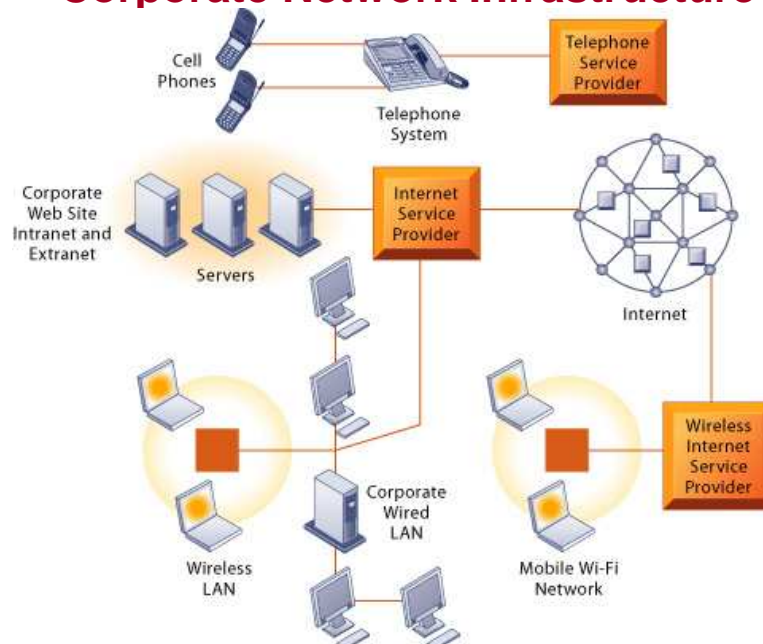 Corporate Network Infrastructure
Cell
Phones
Telephone
System
Telephone
Service
Provider
Corporate
Web Site
Intranet and
Extranet
Servers
Internet
Service
Provider
Internet
Wireless
LAN
Corporate
Wired
LAN
Mobile Wi-Fi
Network
Wireless
Internet
Service
Provider